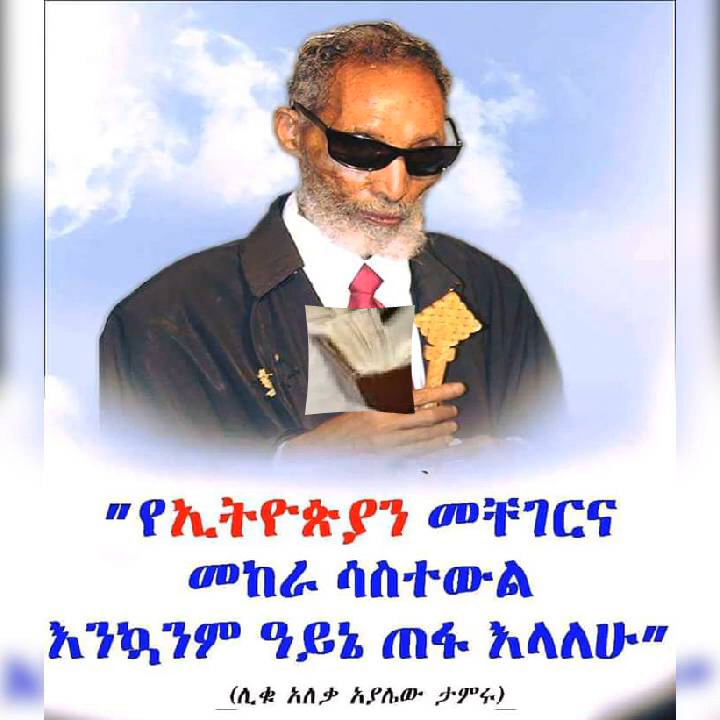 "የኢትዮጵያን መቸገርና
መከራ ሳስተውል
እንኳንም ዓይኔ ጠፋ እላለሁ"
(ሊቁ አለቃ አያሌው ታምሩ)